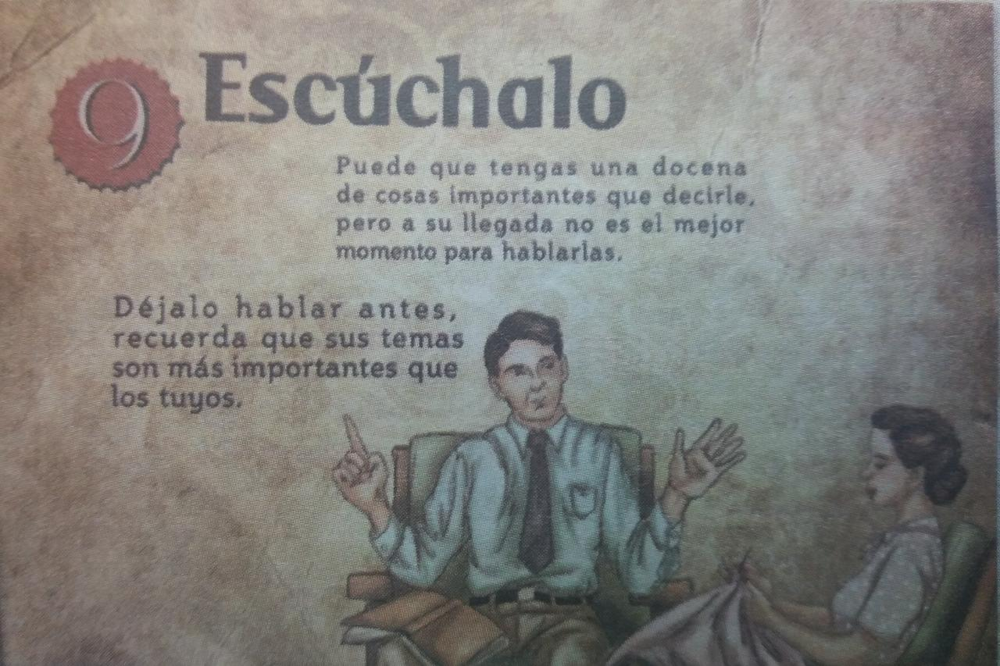 9 Escúchalo
Puede que tengas una docena
de cosas importantes que decirle,
pero a su llegada no es el mejor
momento para hablarlas.
Déjalo hablar antes,
recuerda que sus temas
son más importantes que
los tuyos.